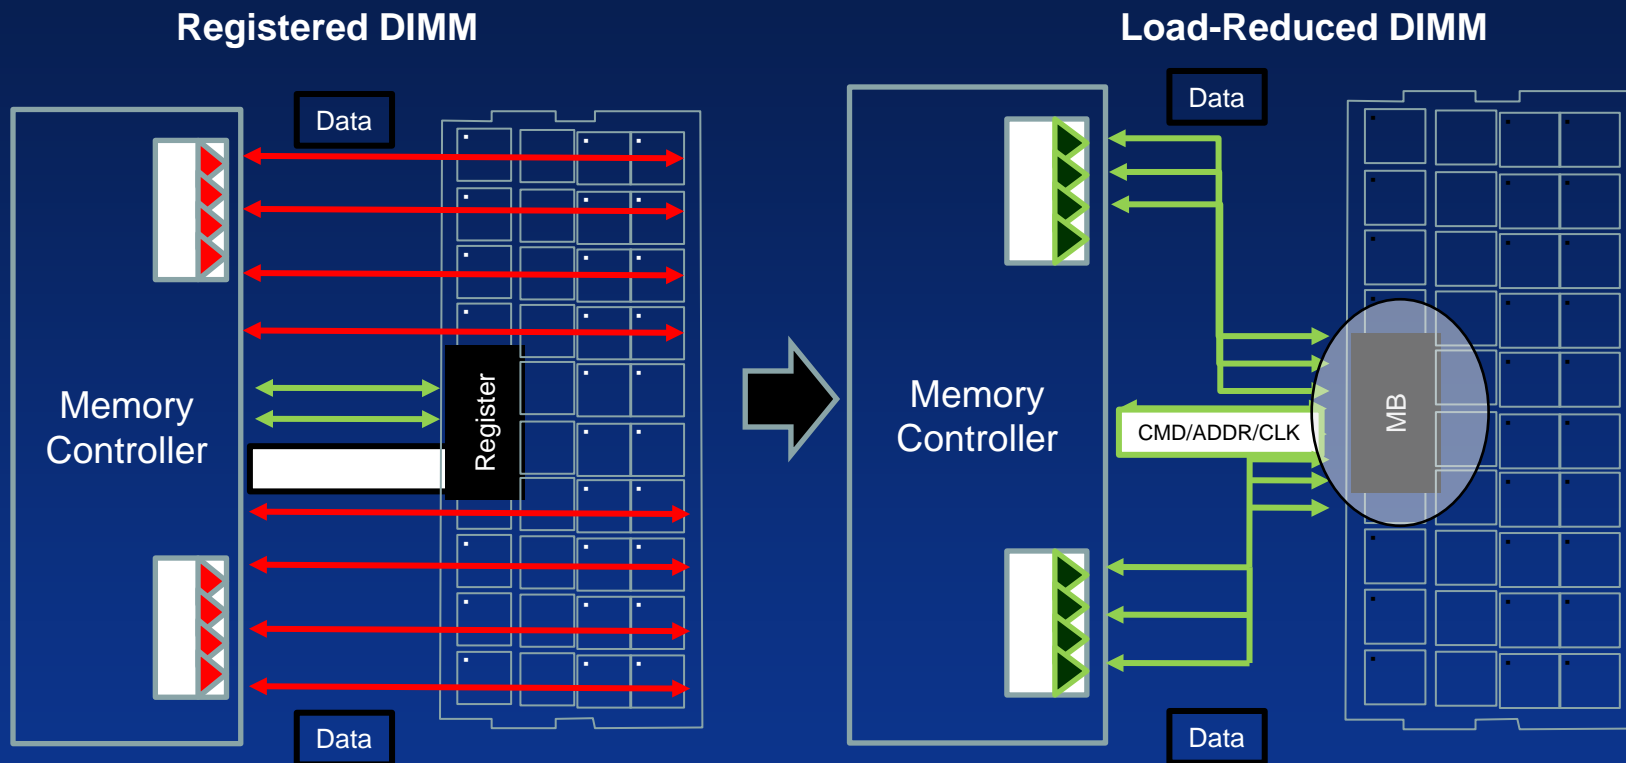 Registered DIMM
Load-Reduced DIMM
Data
Data
Memory
Controller
Register
Memory
Controller
CMD/ADDR/CLK
MB
Data
Data